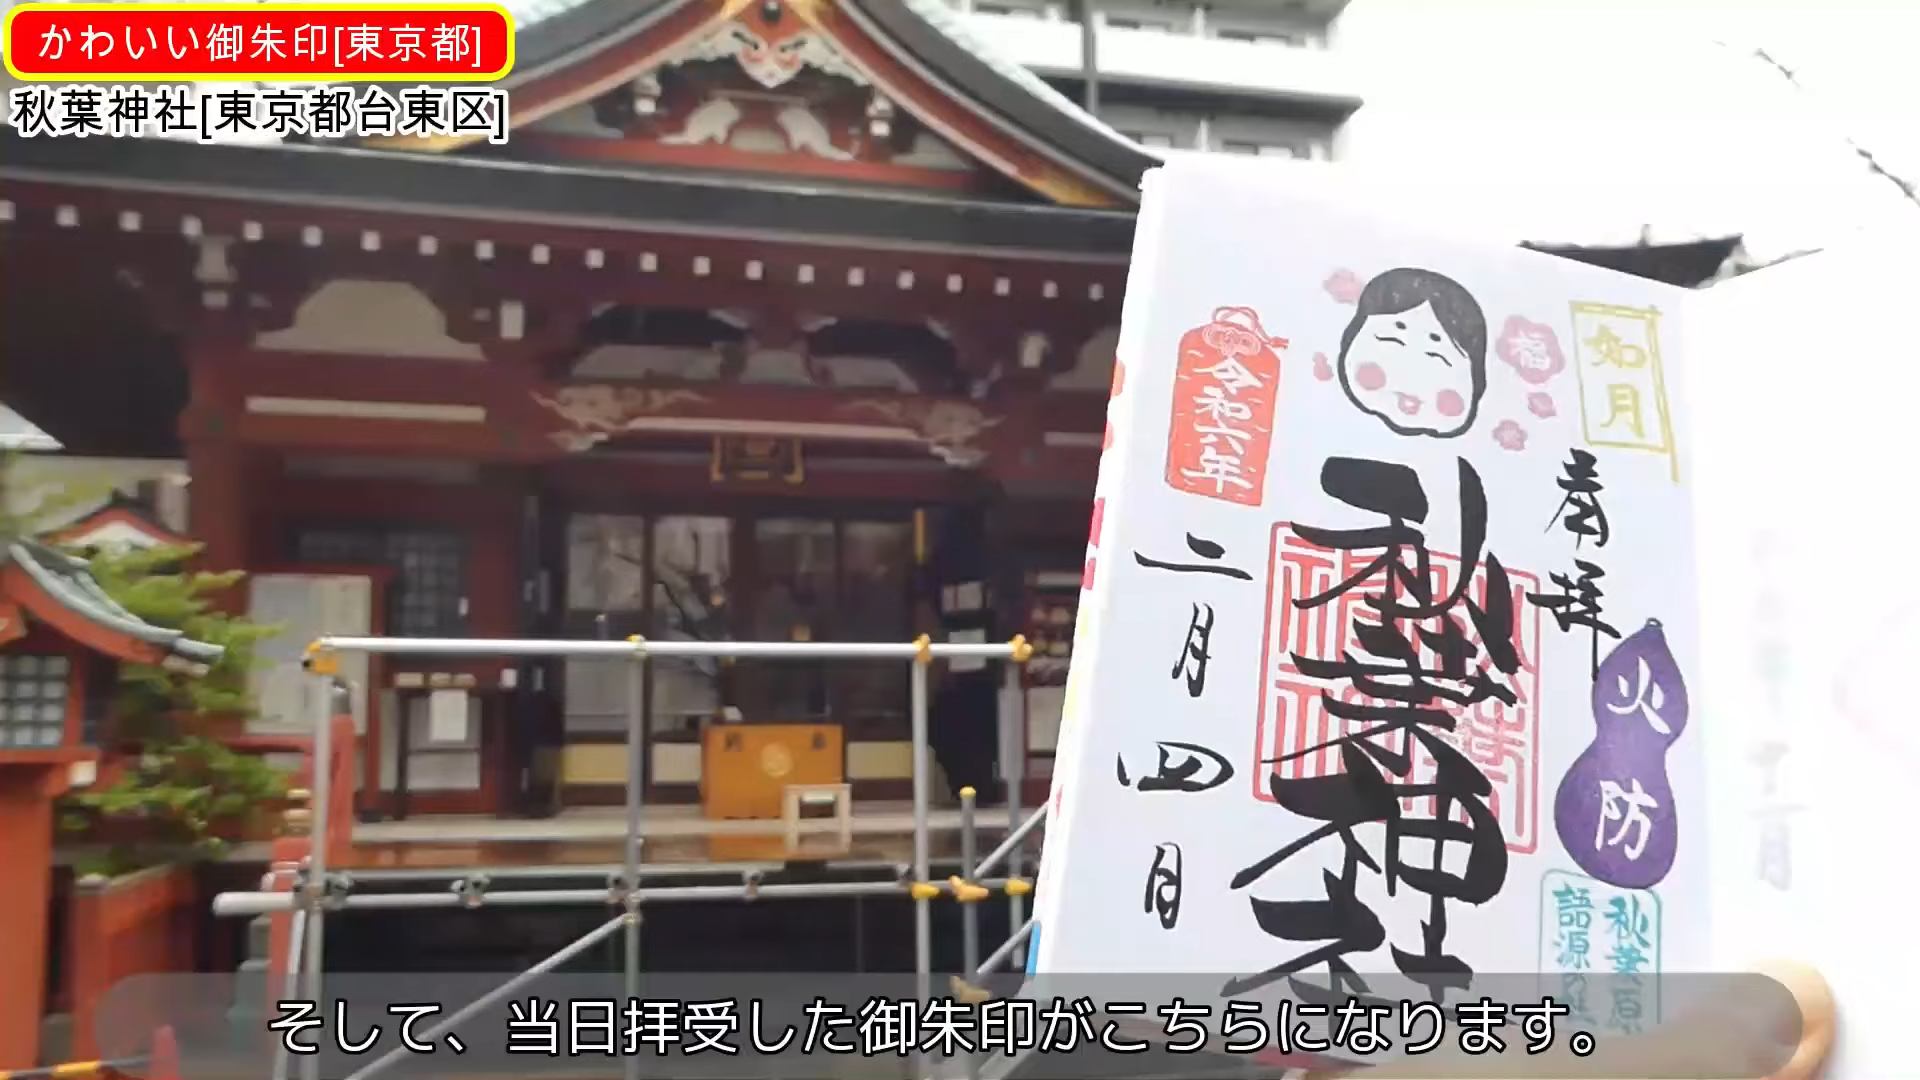 かわいい御朱印[東京都]
秋葉神社[東京都台東区]
如月
奉拝
火防
秋葉原
語源の
福
秋葉神社
令和六年
二月四日
そして、当日拝受した御朱印がこちらになります。